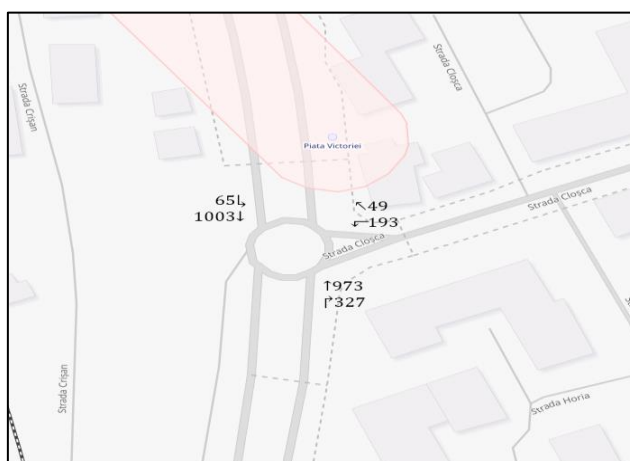 Strada Crișan
Strada Cloșca
Piata Victoriei
65↳
1003↓
↖49
↰193
Strada Cloșca
Strada Cloșca
↑973
↱327
Strada Crișan
Strada Horia